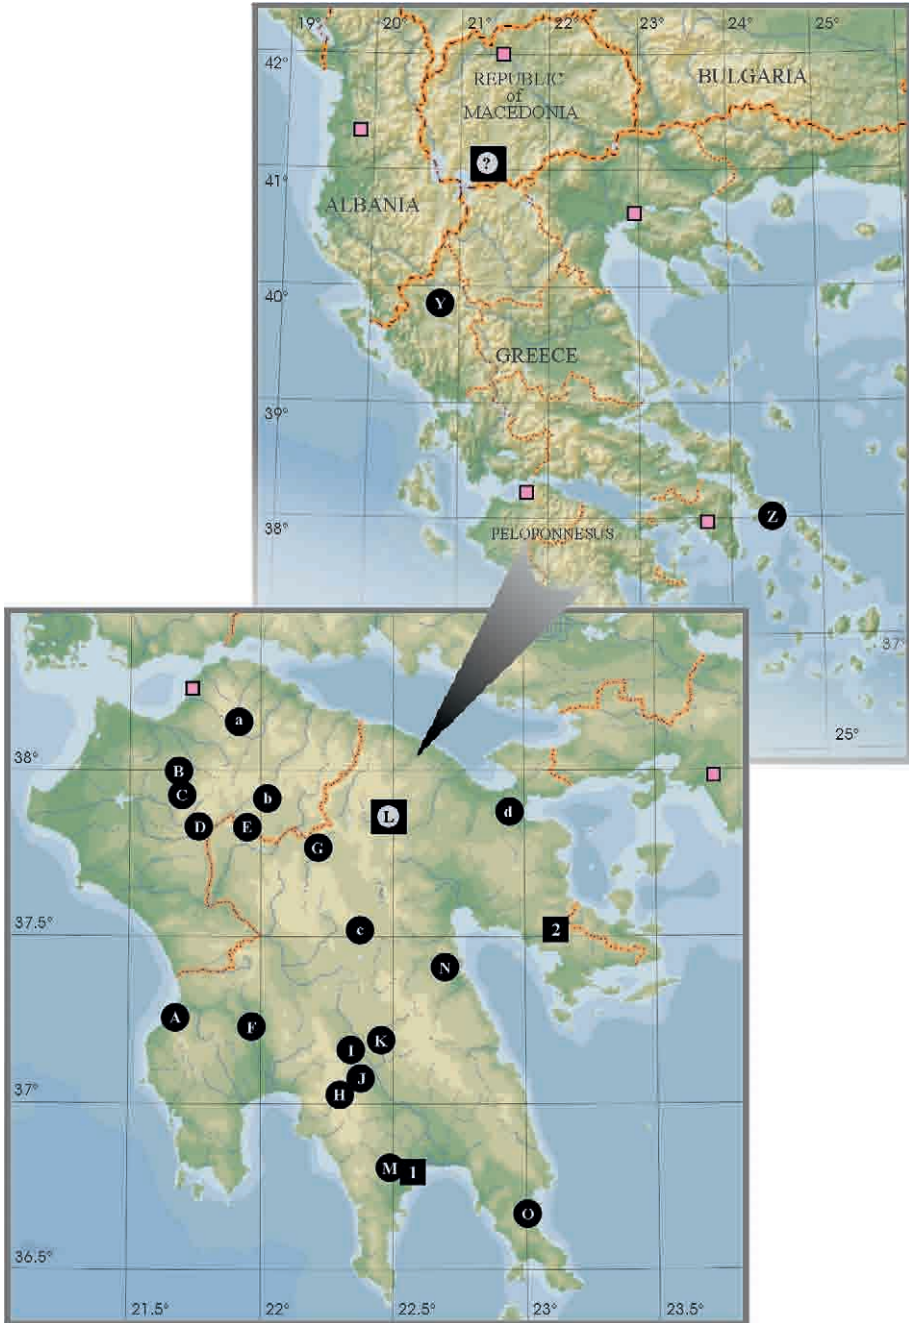 19° 20° 21° 22° 23° 24° 25°
42°
REPUBLIC
of
MACEDONIA
BULGARIA
?
41°
ALBANIA
40°
Y
GREECE
39°
38°
Z
PELOPONNESUS
37°
25°
a
38°
B
C
b
D
E
L
d
G
37.5°
c
2
N
A
F
K
I
J
37°
H
M
1
O
36.5°
21.5° 22° 22.5° 23° 23.5°